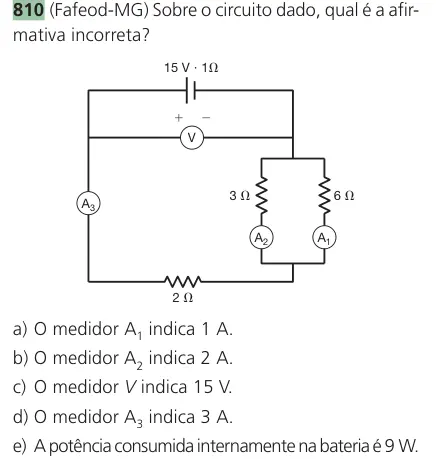 810 (Fafeod-MG) Sobre o circuito dado, qual é a afir-
mativa incorreta?
15 V · 1Ω
+ −
V
3 Ω
6 Ω
A₃
A₂
A₁
2 Ω
a) O medidor A₁ indica 1 A.
b) O medidor A₂ indica 2 A.
c) O medidor V indica 15 V.
d) O medidor A₃ indica 3 A.
e) A potência consumida internamente na bateria é 9 W.